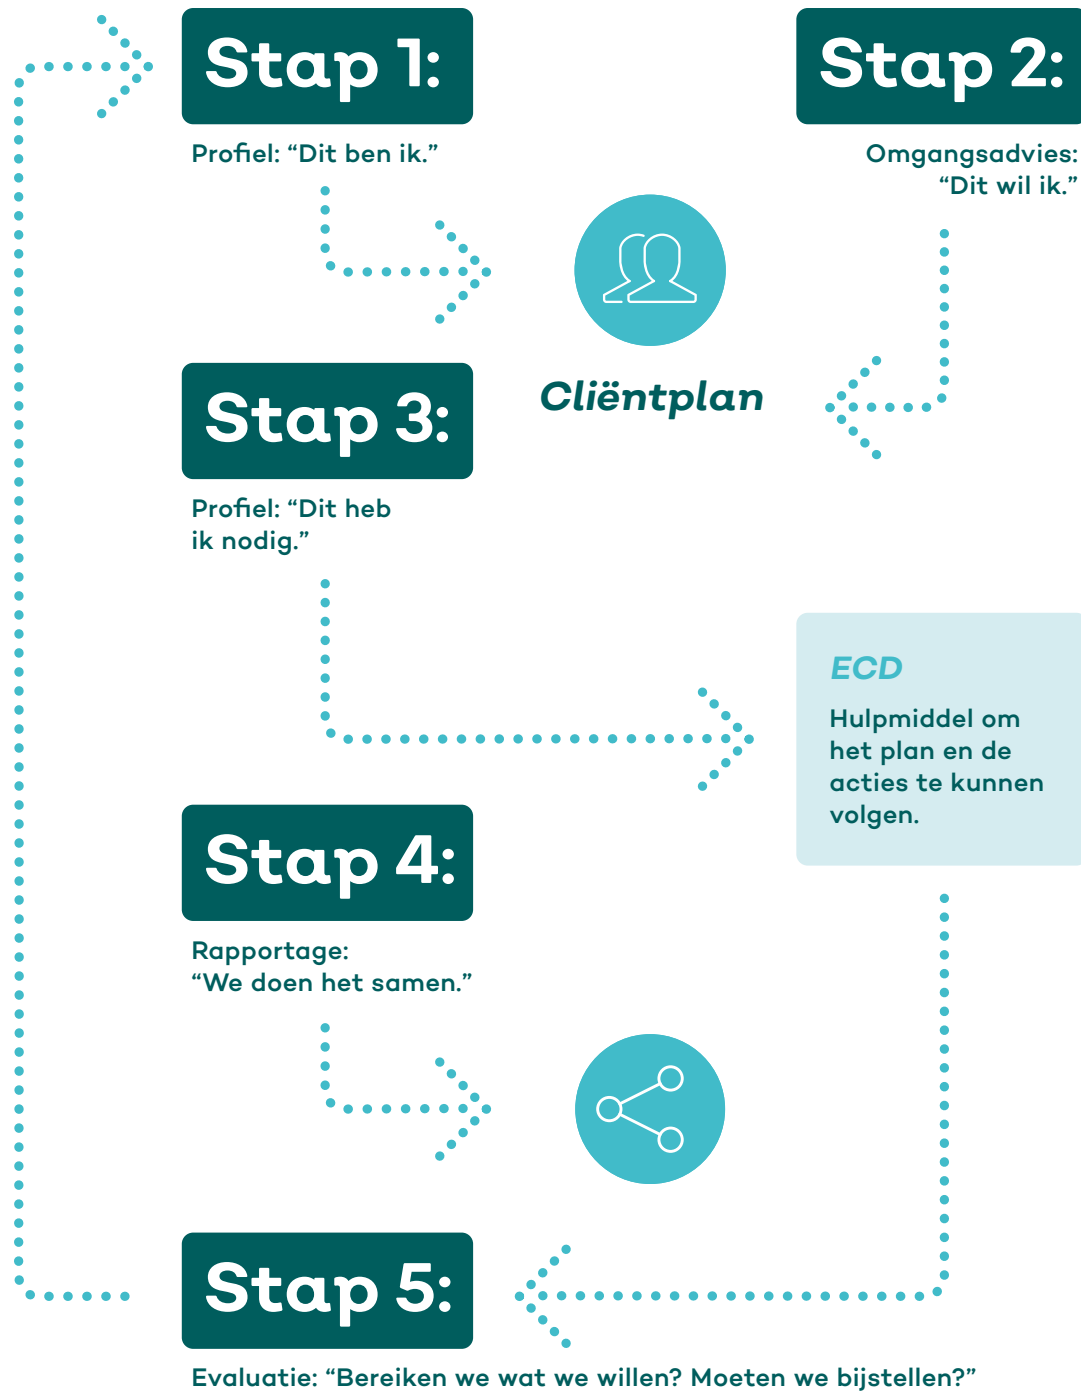 Stap 1:
Profiel: “Dit ben ik.”
Stap 2:
Omgangsadvies:
“Dit wil ik.”
Cliëntplan
Stap 3:
Profiel: “Dit heb
ik nodig.”
ECD
Hulpmiddel om
het plan en de
acties te kunnen
volgen.
Stap 4:
Rapportage:
“We doen het samen.”
Stap 5:
Evaluatie: “Bereiken we wat we willen? Moeten we bijstellen?”